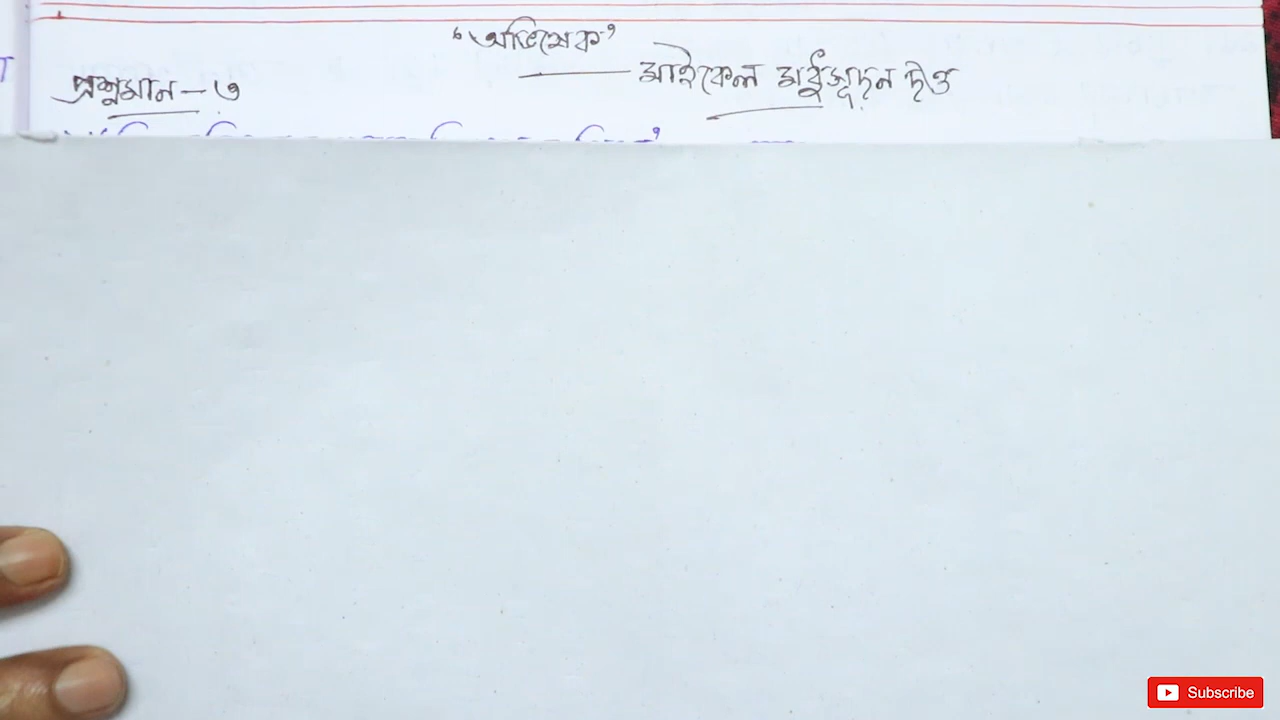 ‘অভিষেক’
— মাইকেল মধুসূদন দত্ত
প্রশ্নমান – ৩
Subscribe